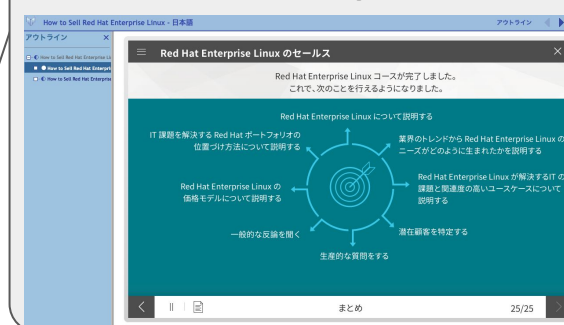 How to Sell Red Hat Enterprise Linux - 日本語
アウトライン
アウトライン ×
How to Sell Red Hat Enterprise Li
How to Sell Red Hat Enterpri
How to Sell Red Hat Enterprise
Red Hat Enterprise Linux のセールス
Red Hat Enterprise Linux コースが完了しました。
これで、次のことを行えるようになりました。
Red Hat Enterprise Linux について説明する
IT 課題を解決する Red Hat ポートフォリオの
位置づけ方法について説明する
業界のトレンドから Red Hat Enterprise Linux の
ニーズがどのように生まれたかを説明する
Red Hat Enterprise Linux の
価格モデルについて説明する
Red Hat Enterprise Linux が解決するIT の
課題と関連度の高いユースケースについて
説明する
一般的な反論を聞く
潜在顧客を特定する
生産的な質問をする
まとめ
25/25